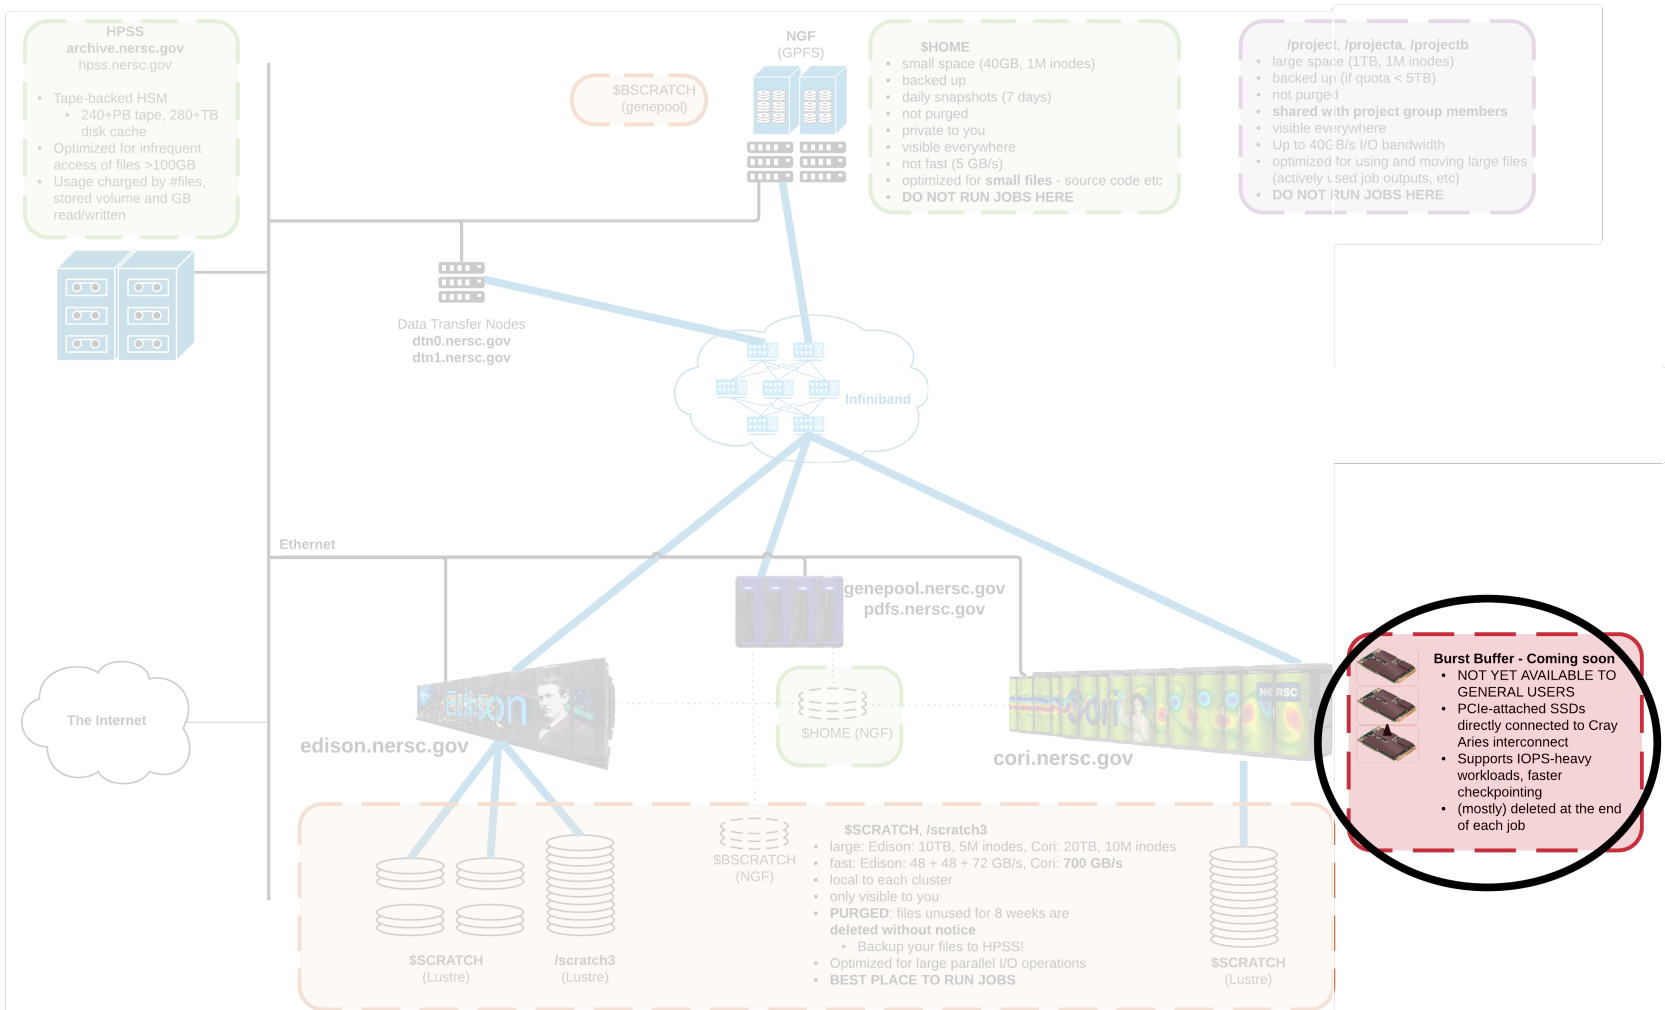 HPSS
archive.nersc.gov
hpss.nersc.gov
• Tape-backed HSM
• 240+PB tape, 280+TB
disk cache
• Optimized for infrequent
access of files >100GB
• Usage charged by #files,
stored volume and GB
read/written
$BSCRATCH
(genepool)
NGF
(GPFS)
$HOME
• small space (40GB, 1M inodes)
• backed up
• daily snapshots (7 days)
• not purged
• private to you
• visible everywhere
• not fast (5 GB/s)
• optimized for small files - source code etc
• DO NOT RUN JOBS HERE
/project, /projecta, /projectb
• large space (1TB, 1M inodes)
• backed up (if quota < 5TB)
• not purged
• shared with project group members
• visible everywhere
• Up to 40GB/s I/O bandwidth
• optimized for using and moving large files
(actively used job outputs, etc)
• DO NOT RUN JOBS HERE
Data Transfer Nodes
dtn0.nersc.gov
dtn1.nersc.gov
Infiniband
Ethernet
genepool.nersc.gov
pdfs.nersc.gov
The Internet
Edison
edison.nersc.gov
$HOME (NGF)
Cori
NERSC
cori.nersc.gov
Burst Buffer - Coming soon
• NOT YET AVAILABLE TO
GENERAL USERS
• PCIe-attached SSDs
directly connected to Cray
Aries interconnect
• Supports IOPS-heavy
workloads, faster
checkpointing
• (mostly) deleted at the end
of each job
$SCRATCH
(Lustre)
/scratch3
(Lustre)
$BSCRATCH
(NGF)
$SCRATCH, /scratch3
• large: Edison: 10TB, 5M inodes, Cori: 20TB, 10M inodes
• fast: Edison: 48 + 48 + 72 GB/s, Cori: 700 GB/s
• local to each cluster
• only visible to you
• PURGED: files unused for 8 weeks are
deleted without notice
• Backup your files to HPSS!
• Optimized for large parallel I/O operations
• BEST PLACE TO RUN JOBS
$SCRATCH
(Lustre)